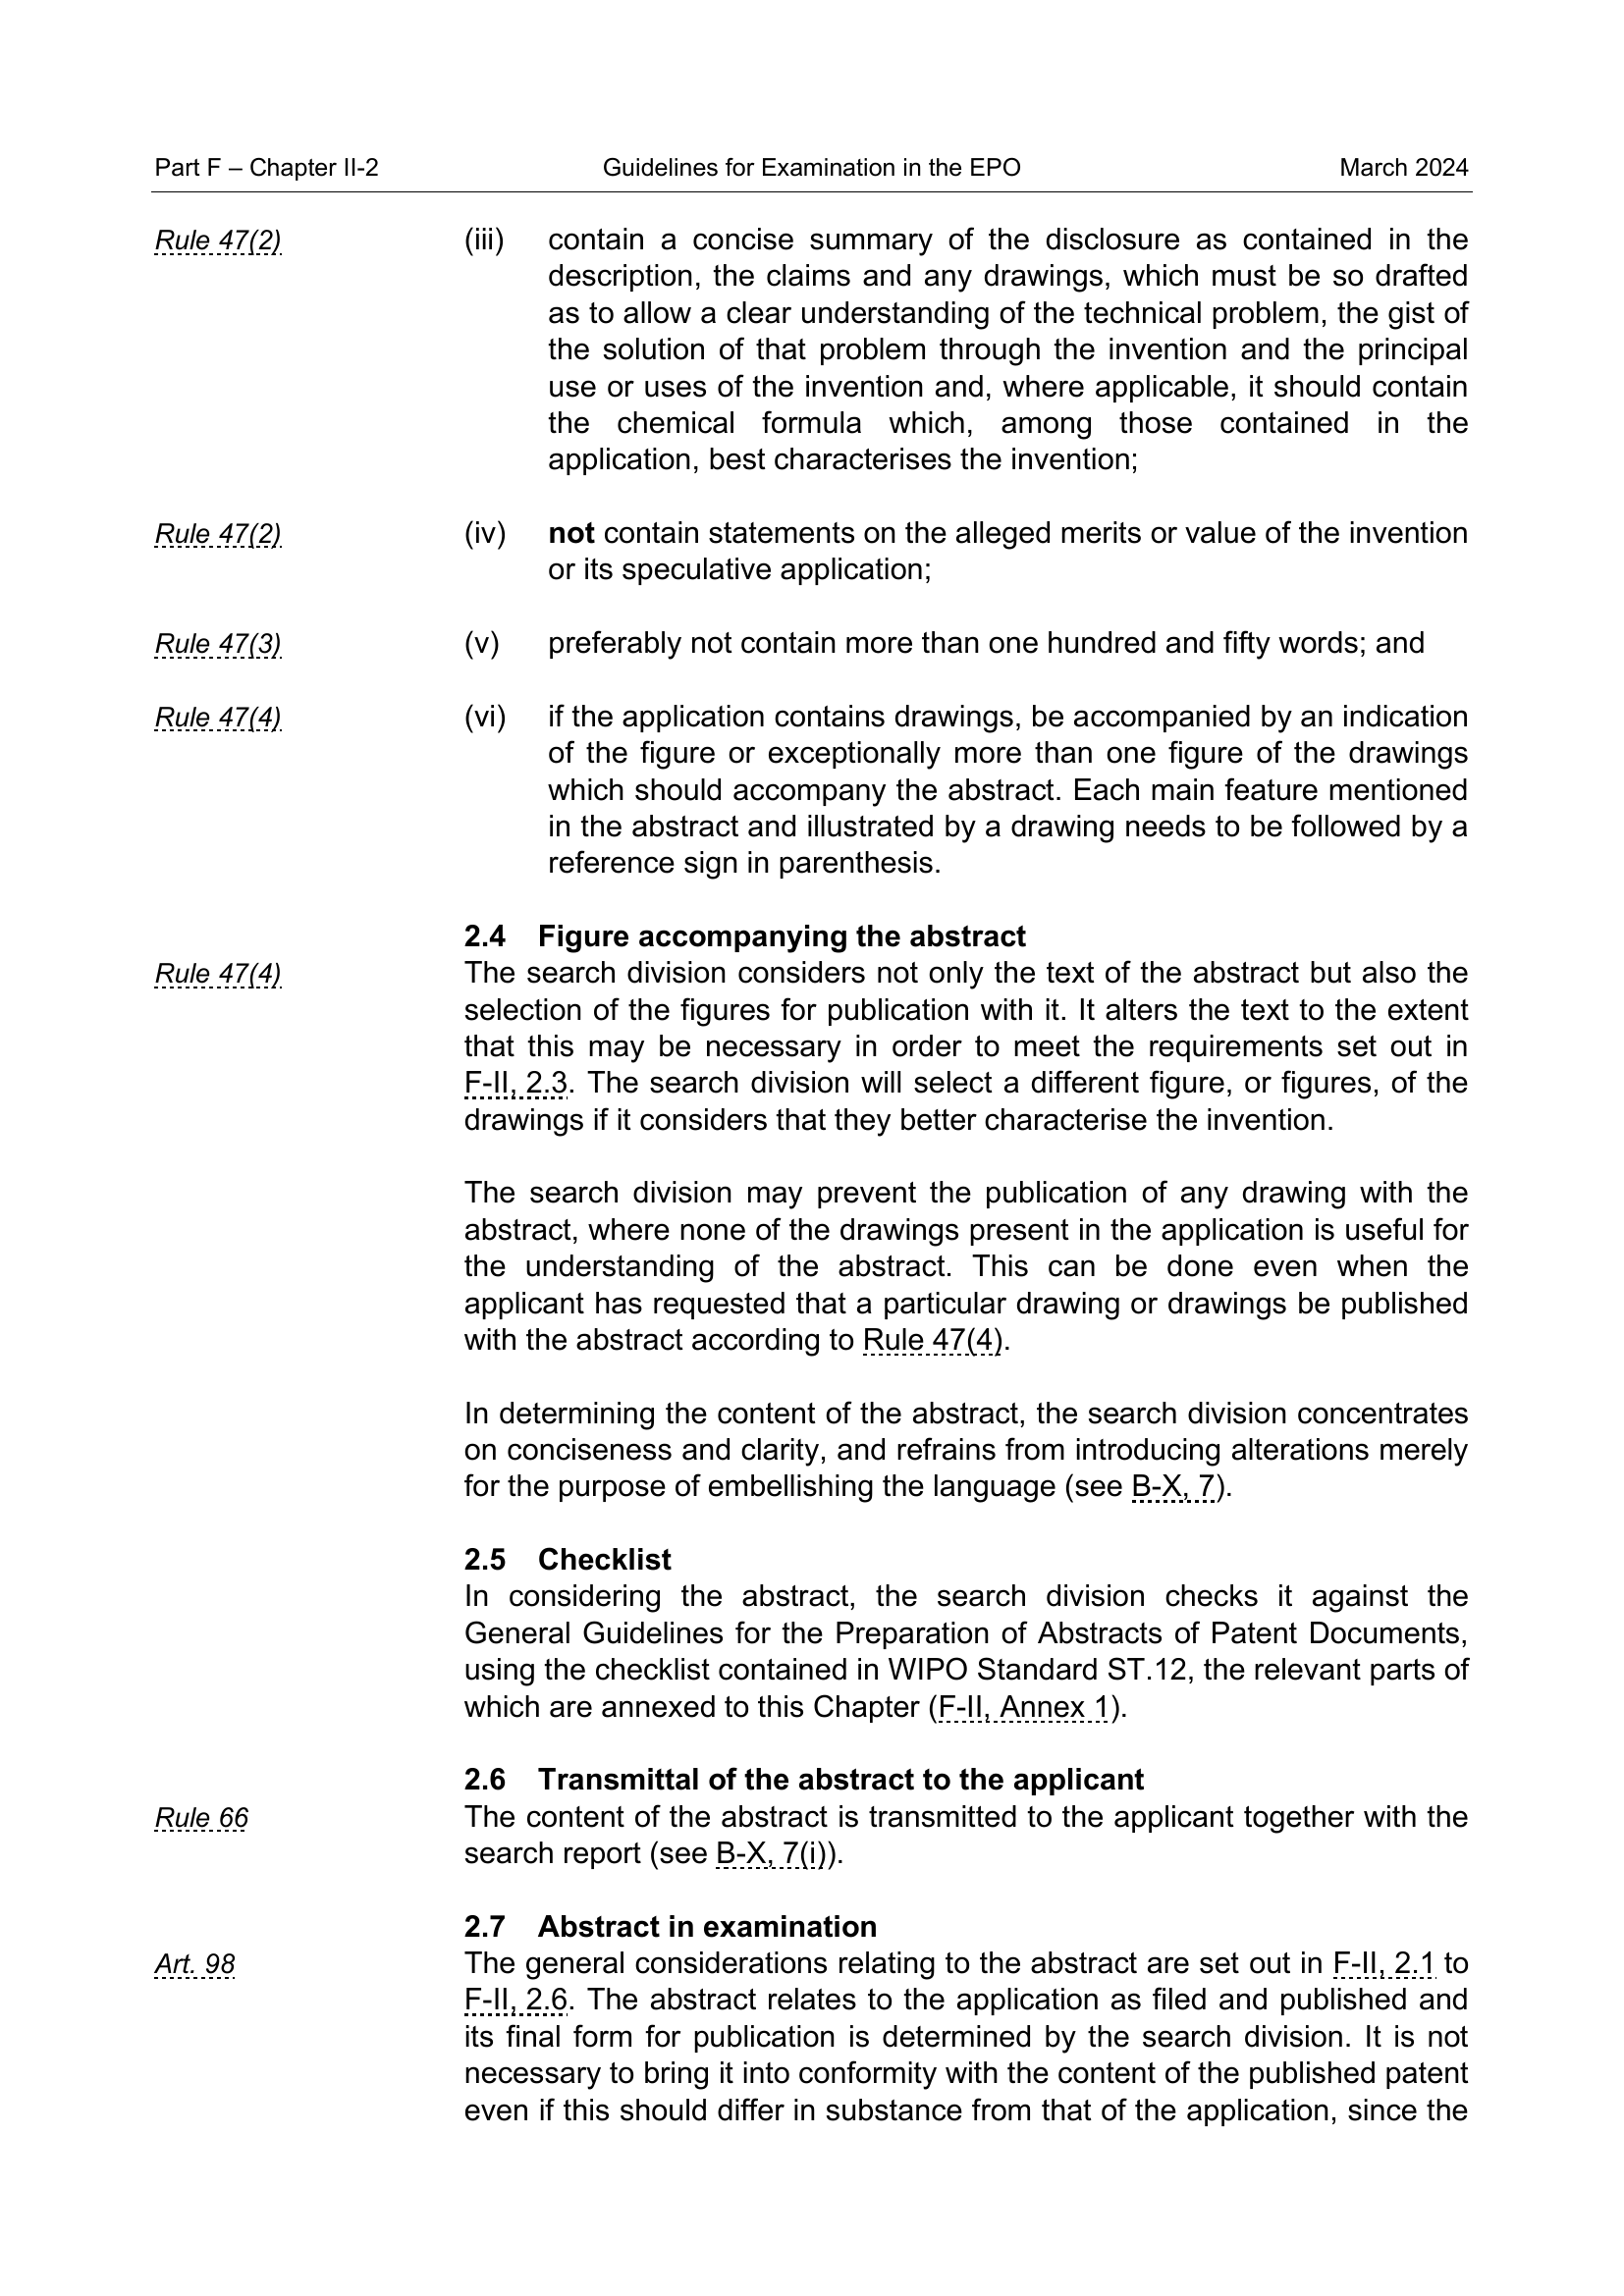 Part F – Chapter II-2 Guidelines for Examination in the EPO March 2024
Rule 47(2) (iii) contain a concise summary of the disclosure as contained in the
description, the claims and any drawings, which must be so drafted
as to allow a clear understanding of the technical problem, the gist of
the solution of that problem through the invention and the principal
use or uses of the invention and, where applicable, it should contain
the chemical formula which, among those contained in the
application, best characterises the invention;
Rule 47(2) (iv) not contain statements on the alleged merits or value of the invention
or its speculative application;
Rule 47(3) (v) preferably not contain more than one hundred and fifty words; and
Rule 47(4) (vi) if the application contains drawings, be accompanied by an indication
of the figure or exceptionally more than one figure of the drawings
which should accompany the abstract. Each main feature mentioned
in the abstract and illustrated by a drawing needs to be followed by a
reference sign in parenthesis.
2.4 Figure accompanying the abstract
Rule 47(4) The search division considers not only the text of the abstract but also the
selection of the figures for publication with it. It alters the text to the extent
that this may be necessary in order to meet the requirements set out in
F-II, 2.3. The search division will select a different figure, or figures, of the
drawings if it considers that they better characterise the invention.
The search division may prevent the publication of any drawing with the
abstract, where none of the drawings present in the application is useful for
the understanding of the abstract. This can be done even when the
applicant has requested that a particular drawing or drawings be published
with the abstract according to Rule 47(4).
In determining the content of the abstract, the search division concentrates
on conciseness and clarity, and refrains from introducing alterations merely
for the purpose of embellishing the language (see B-X, 7).
2.5 Checklist
In considering the abstract, the search division checks it against the
General Guidelines for the Preparation of Abstracts of Patent Documents,
using the checklist contained in WIPO Standard ST.12, the relevant parts of
which are annexed to this Chapter (F-II, Annex 1).
2.6 Transmittal of the abstract to the applicant
Rule 66 The content of the abstract is transmitted to the applicant together with the
search report (see B-X, 7(i)).
2.7 Abstract in examination
Art. 98 The general considerations relating to the abstract are set out in F-II, 2.1 to
F-II, 2.6. The abstract relates to the application as filed and published and
its final form for publication is determined by the search division. It is not
necessary to bring it into conformity with the content of the published patent
even if this should differ in substance from that of the application, since the